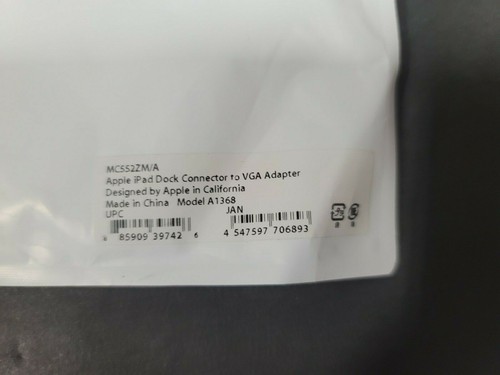 MC552ZM/A
Apple iPad Dock Connector to VGA Adapter
Designed by Apple in California
Made in China Model A1368
UPC JAN
85909 39742 6 4 547597 706893